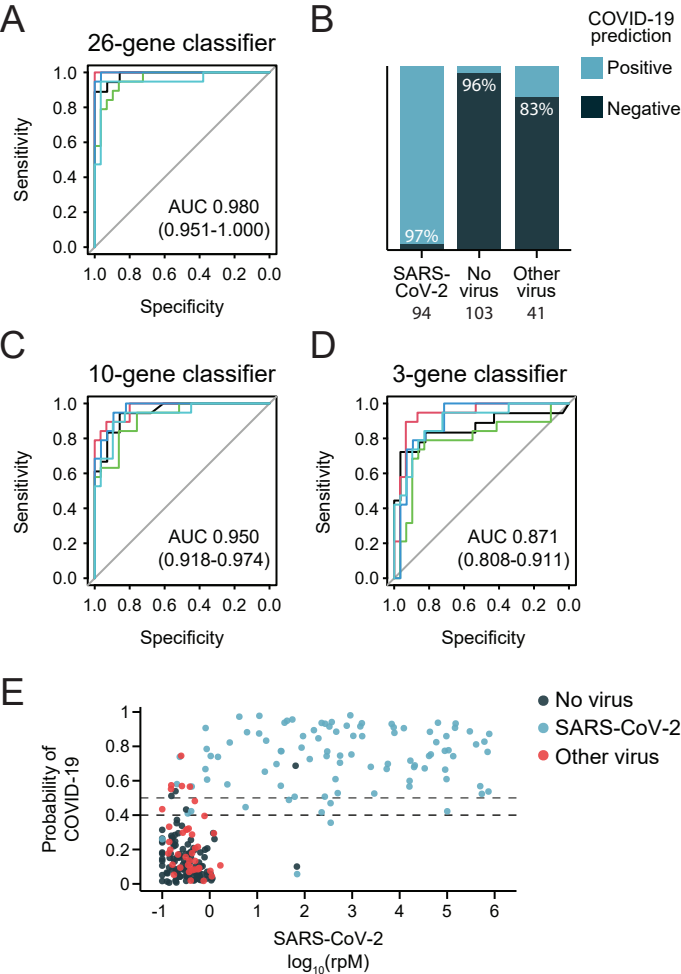 A
26-gene classifier
1.0
0.8
0.6
0.4
0.2
0.0
Sensitivity
AUC 0.980
(0.951-1.000)
1.0 0.8 0.6 0.4 0.2 0.0
Specificity
B
COVID-19
prediction
Positive
Negative
97%
96%
83%
SARS-
CoV-2
94
No
virus
103
Other
virus
41
C
10-gene classifier
1.0
0.8
0.6
0.4
0.2
0.0
Sensitivity
AUC 0.950
(0.918-0.974)
1.0 0.8 0.6 0.4 0.2 0.0
Specificity
D
3-gene classifier
1.0
0.8
0.6
0.4
0.2
0.0
Sensitivity
AUC 0.871
(0.808-0.911)
1.0 0.8 0.6 0.4 0.2 0.0
Specificity
E
1
0.8
0.6
0.4
0.2
0
Probability of
COVID-19
-1 0 1 2 3 4 5 6
SARS-CoV-2
log10(rpM)
No virus
SARS-CoV-2
Other virus